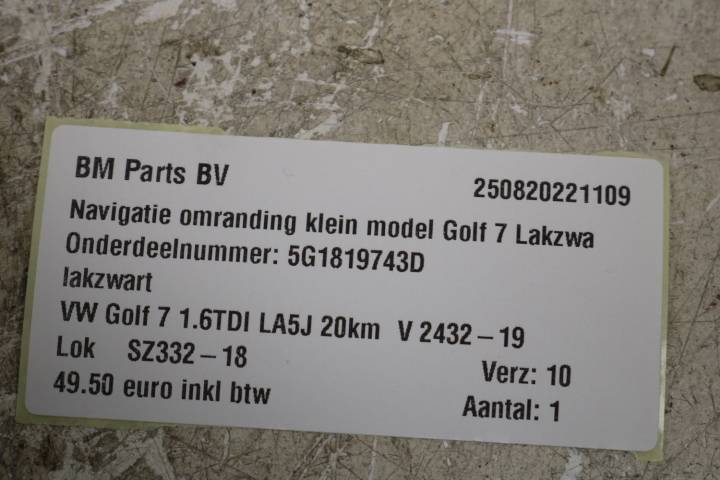 BM Parts BV 250820221109
Navigatie omranding klein model Golf 7 Lakzwa
Onderdeelnummer: 5G1819743D
lakzwart
VW Golf 7 1.6TDI LA5J 20km V 2432-19
Lok SZ332-18 Verz: 10
49.50 euro inkl btw Aantal: 1